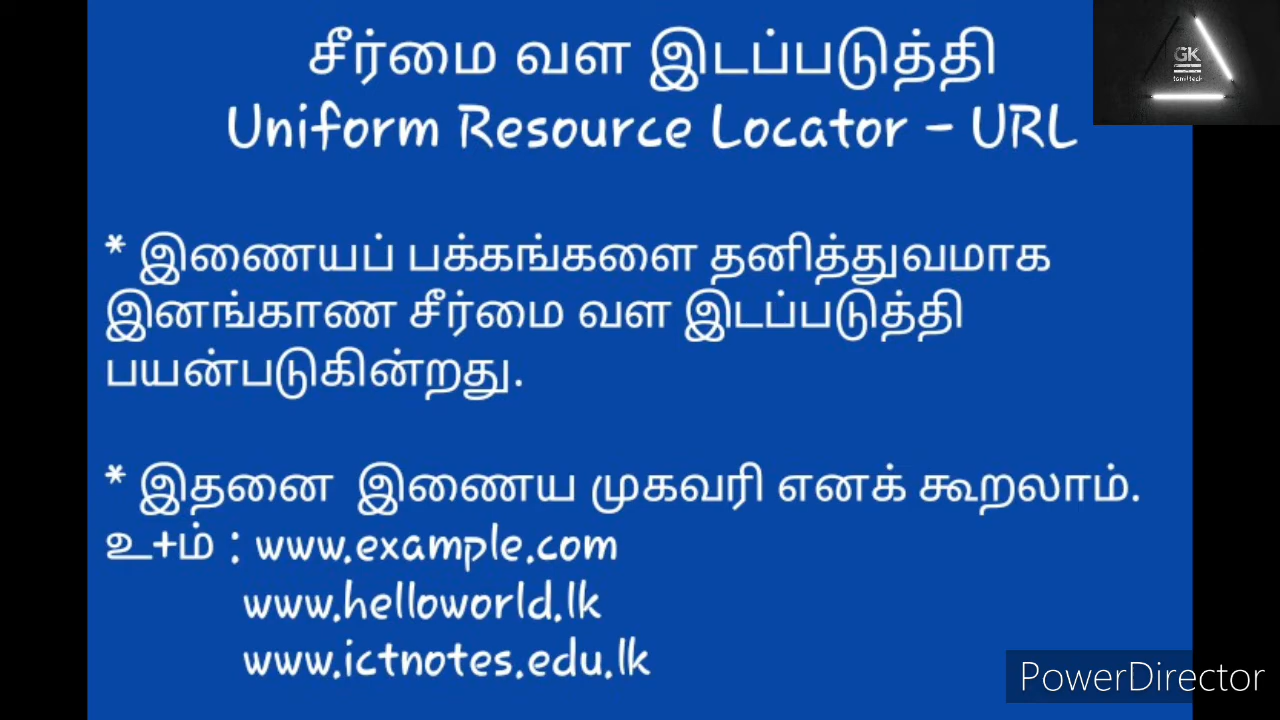 சீர்மை வள இடப்படுத்தி
Uniform Resource Locator - URL
* இணையப் பக்கங்களை தனித்துவமாக
இனங்காண சீர்மை வள இடப்படுத்தி
பயன்படுகின்றது.
* இதனை இணைய முகவரி எனக் கூறலாம்.
உ+ம் : www.example.com
www.helloworld.lk
www.ictnotes.edu.lk
GK
tamil tech
PowerDirector